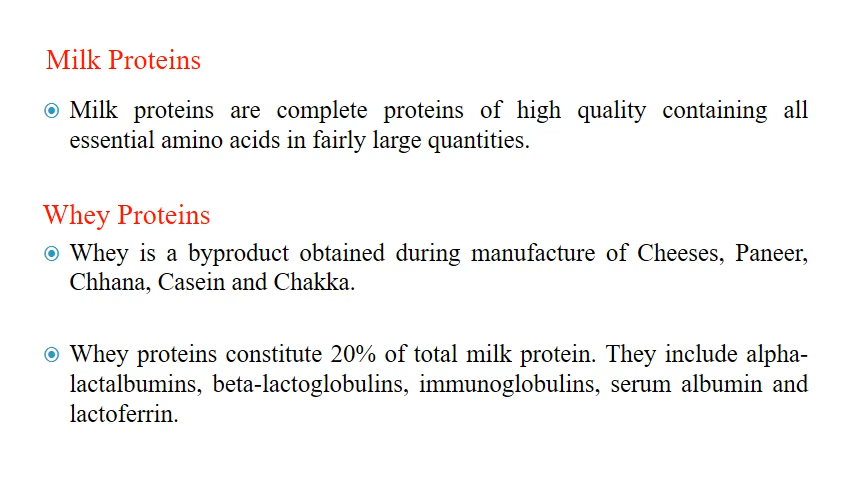 Milk Proteins
Milk proteins are complete proteins of high quality containing all
essential amino acids in fairly large quantities.
Whey Proteins
Whey is a byproduct obtained during manufacture of Cheeses, Paneer,
Chhana, Casein and Chakka.
Whey proteins constitute 20% of total milk protein. They include alpha-
lactalbumins, beta-lactoglobulins, immunoglobulins, serum albumin and
lactoferrin.